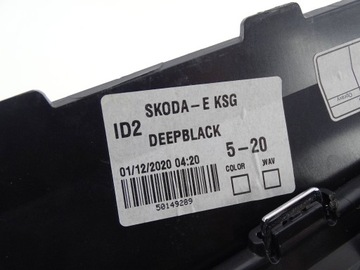 SKODA-E KSG
ID2
DEEPBLACK
01/12/2020 04:20
5-20
COLOR
WAV
50149289